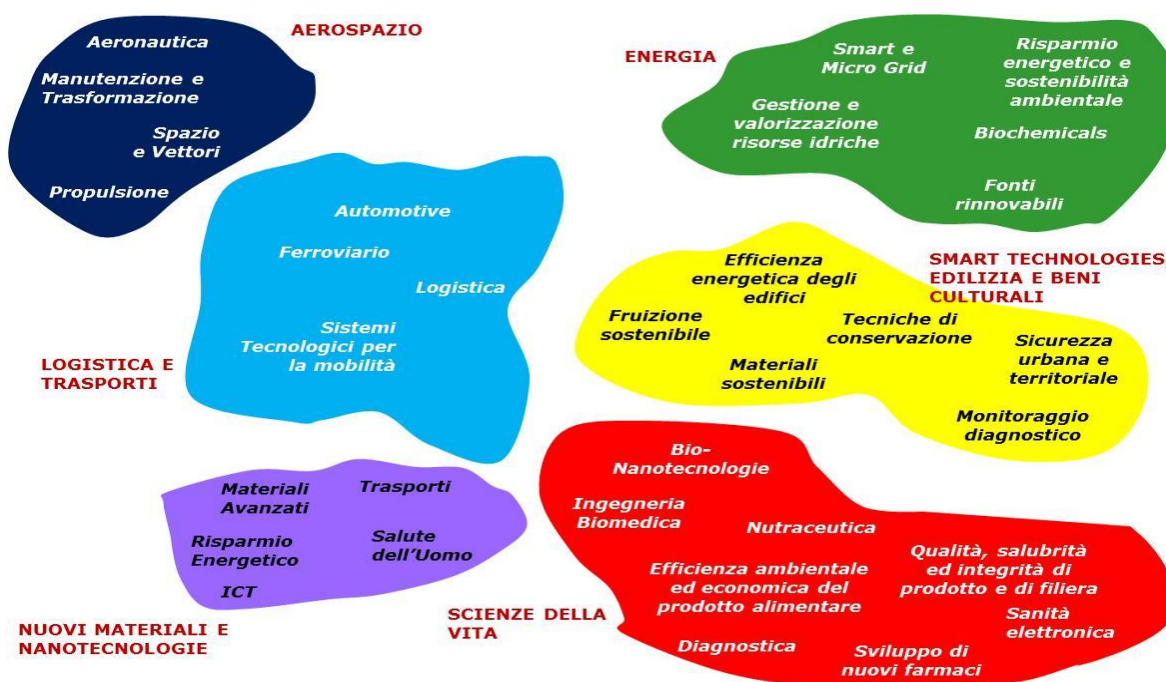 AEROSPAZIO
Aeronautica
Manutenzione e
Trasformazione
Spazio
e Vettori
Propulsione
ENERGIA
Smart e
Micro Grid
Risparmio
energetico e
sostenibilità
ambientale
Gestione e
valorizzazione
risorse idriche
Biochemicals
Fonti
rinnovabili
LOGISTICA E
TRASPORTI
Automotive
Ferroviario
Logistica
Sistemi
Tecnologici per
la mobilità
SMART TECHNOLOGIES,
EDILIZIA E BENI
CULTURALI
Efficienza
energetica degli
edifici
Fruizione
sostenibile
Tecniche di
conservazione
Sicurezza
urbana e
territoriale
Materiali
sostenibili
Monitoraggio
diagnostico
NUOVI MATERIALI E
NANOTECNOLOGIE
Materiali
Avanzati
Trasporti
Risparmio
Energetico
Salute
dell'Uomo
ICT
SCIENZE DELLA
VITA
Bio-
Nanotecnologie
Ingegneria
Biomedica
Nutraceutica
Efficienza ambientale
ed economica del
prodotto alimentare
Qualità, salubrità
ed integrità di
prodotto e di filiera
Sanità
elettronica
Diagnostica
Sviluppo di
nuovi farmaci